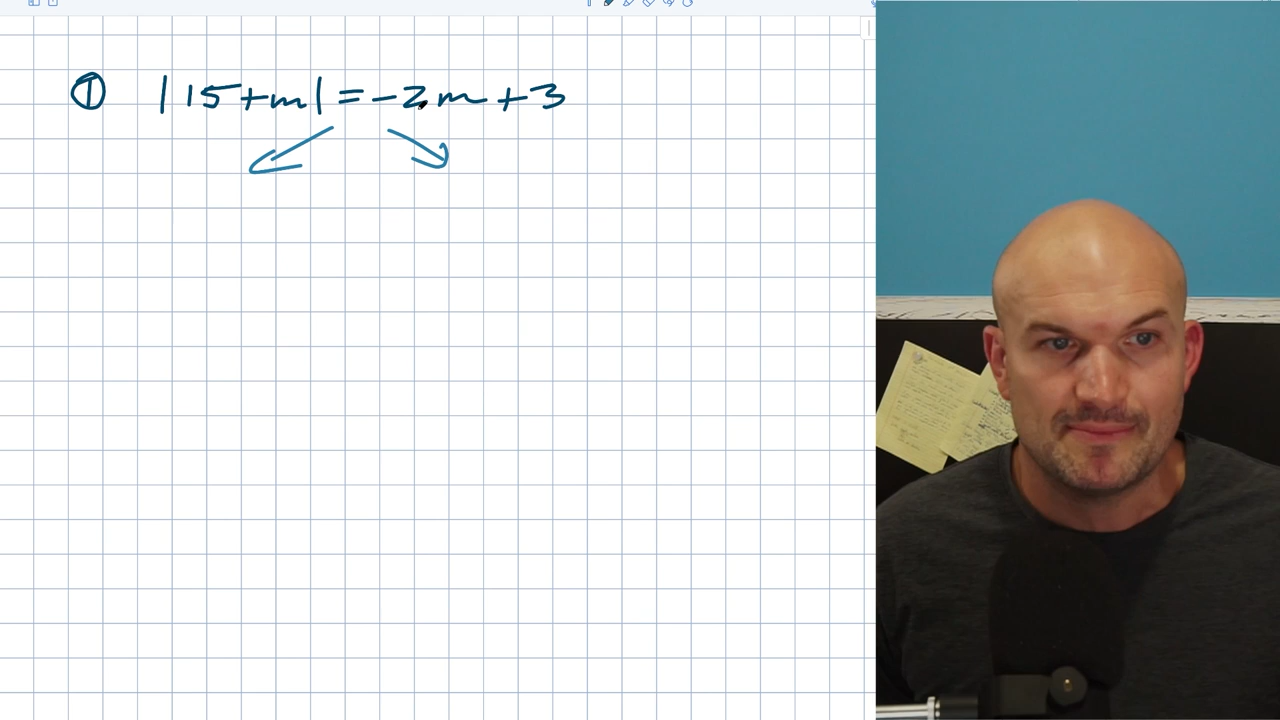 ① |15+m| = -2m+3